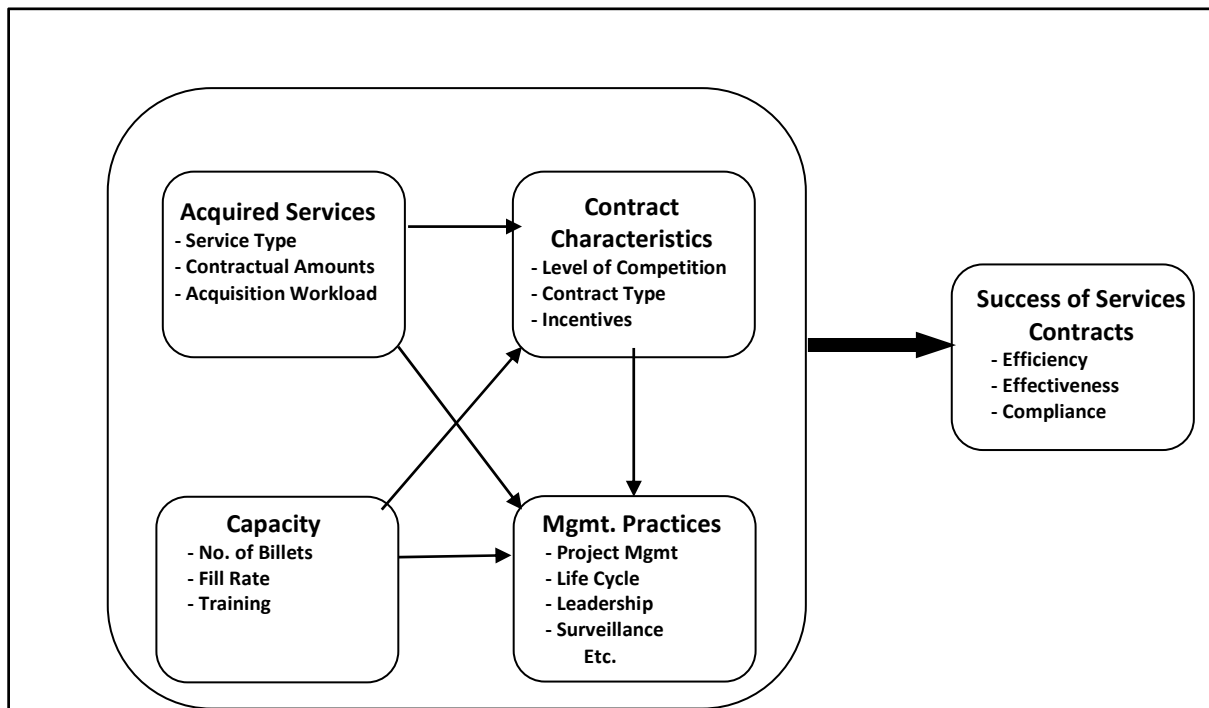 Acquired Services
- Service Type
- Contractual Amounts
- Acquisition Workload
Contract
Characteristics
- Level of Competition
- Contract Type
- Incentives
Capacity
- No. of Billets
- Fill Rate
- Training
Mgmt. Practices
- Project Mgmt
- Life Cycle
- Leadership
- Surveillance
Etc.
Success of Services
Contracts
- Efficiency
- Effectiveness
- Compliance